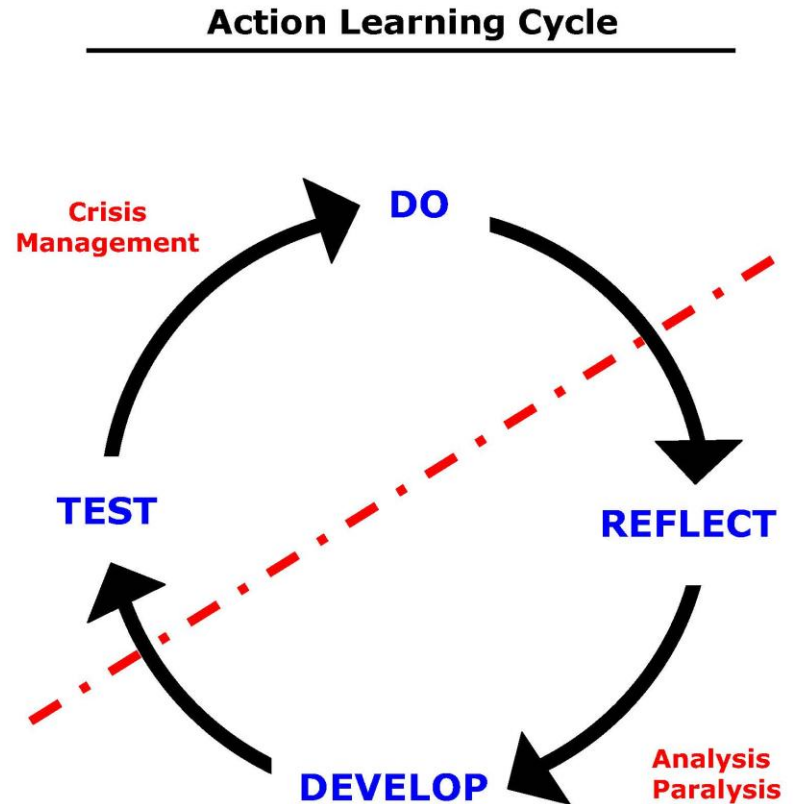 Action Learning Cycle
DO
Crisis
Management
TEST
REFLECT
DEVELOP
Analysis
Paralysis